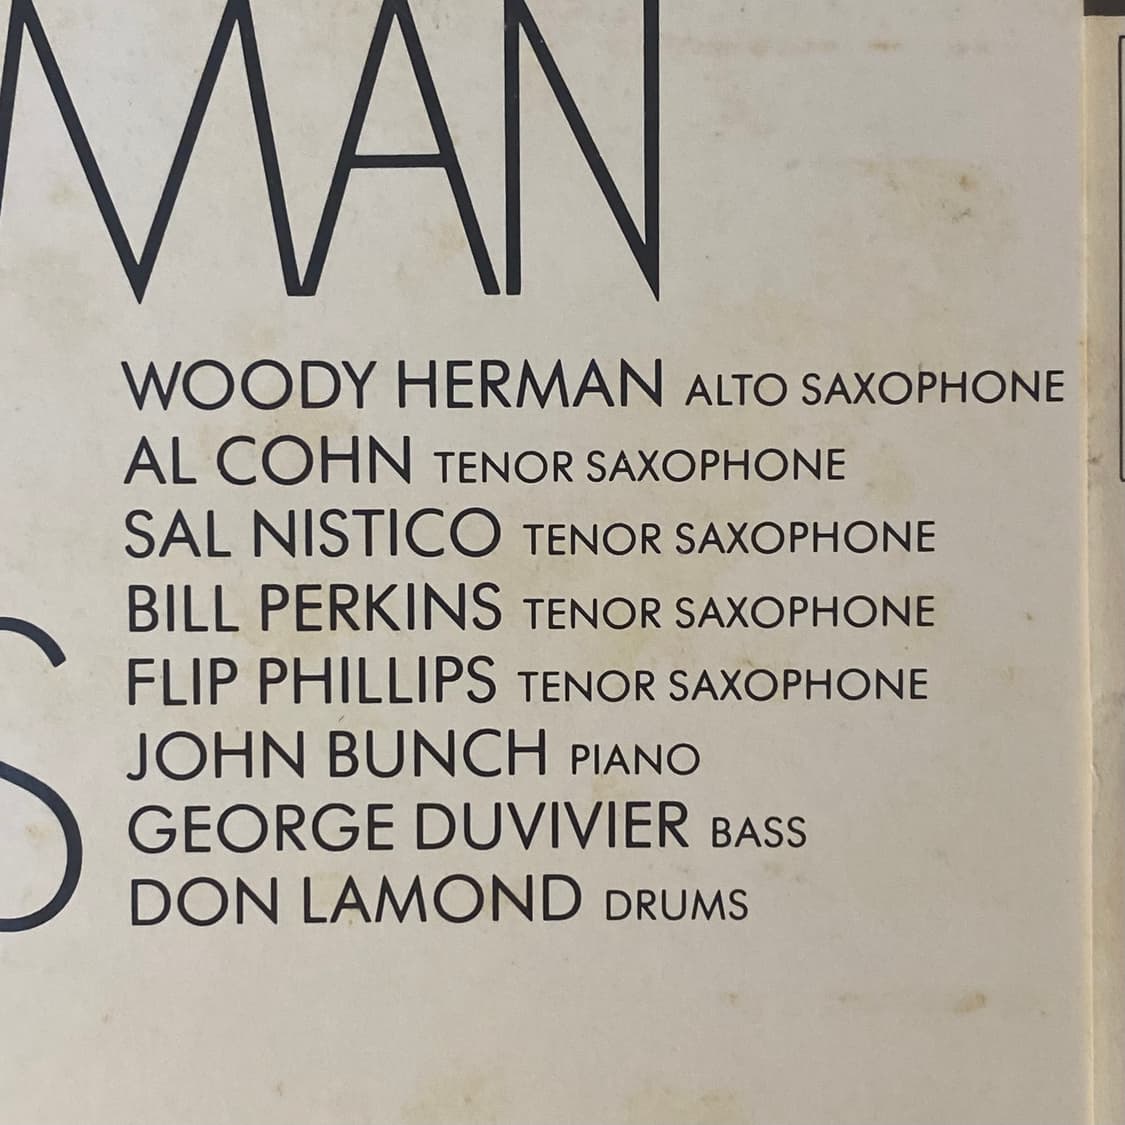 MAN
WOODY HERMAN ALTO SAXOPHONE
AL COHN TENOR SAXOPHONE
SAL NISTICO TENOR SAXOPHONE
BILL PERKINS TENOR SAXOPHONE
FLIP PHILLIPS TENOR SAXOPHONE
S
JOHN BUNCH PIANO
GEORGE DUVIVIER BASS
DON LAMOND DRUMS